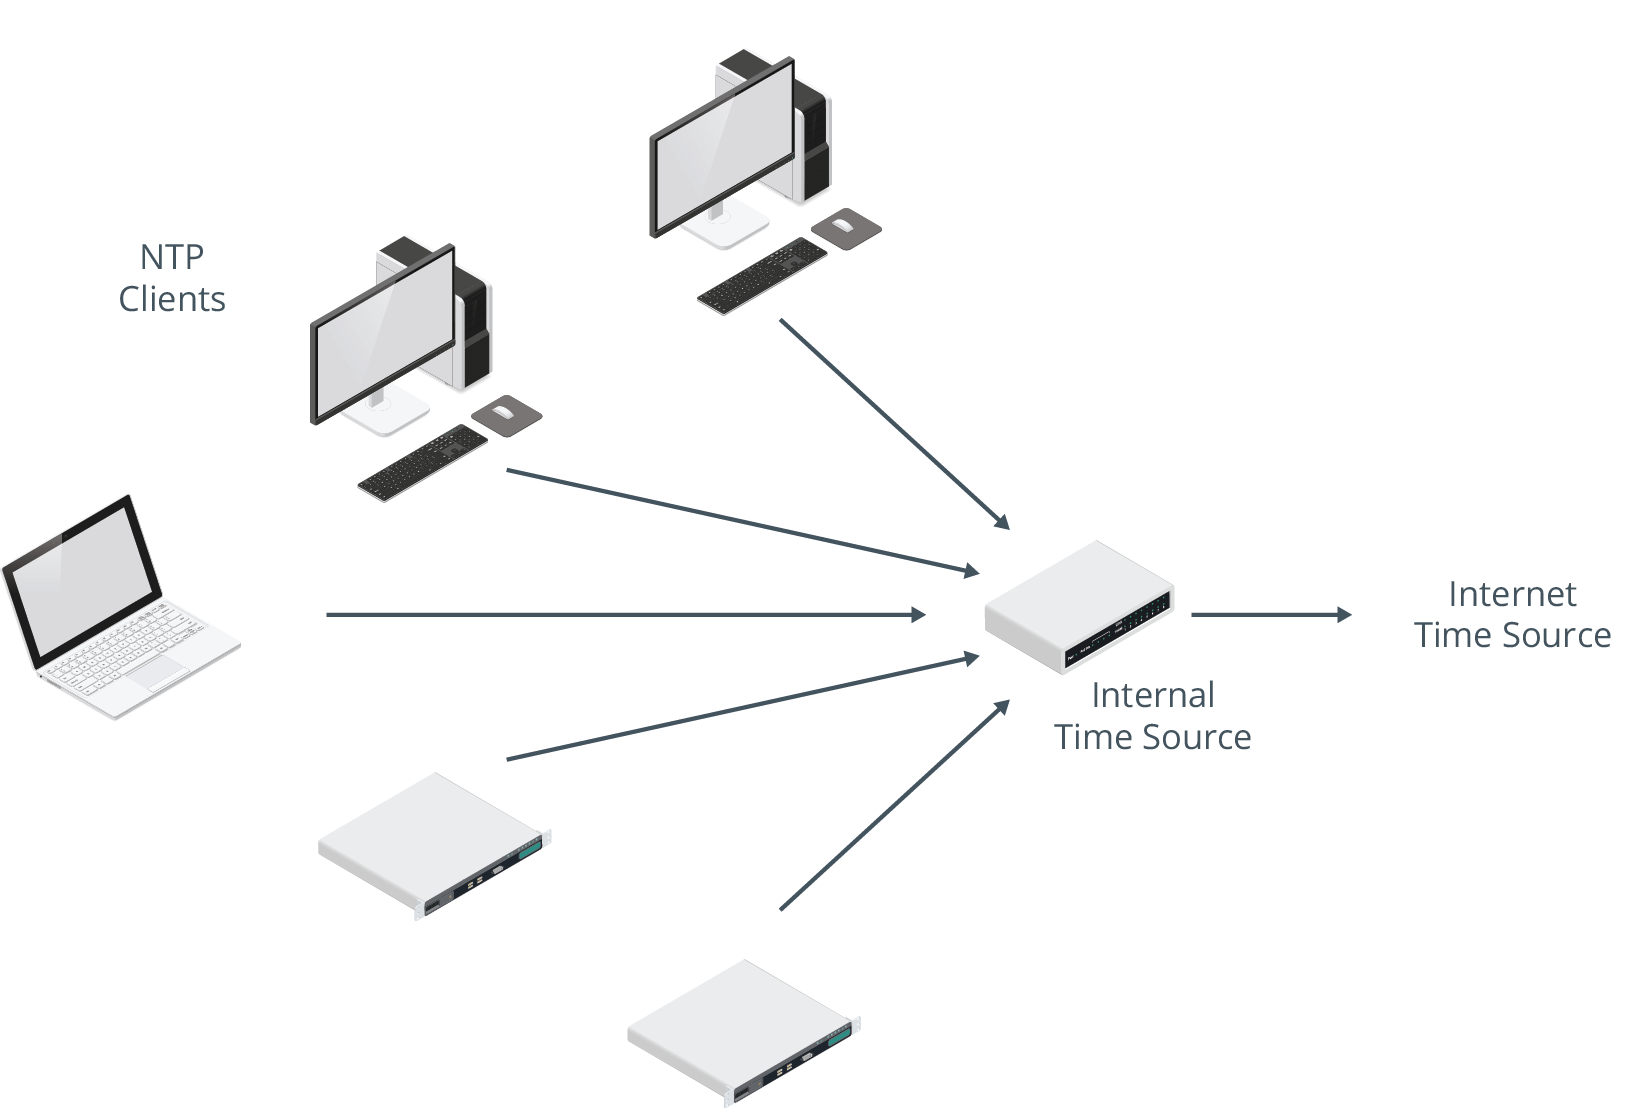 NTP
Clients
Internet
Time Source
Internal
Time Source